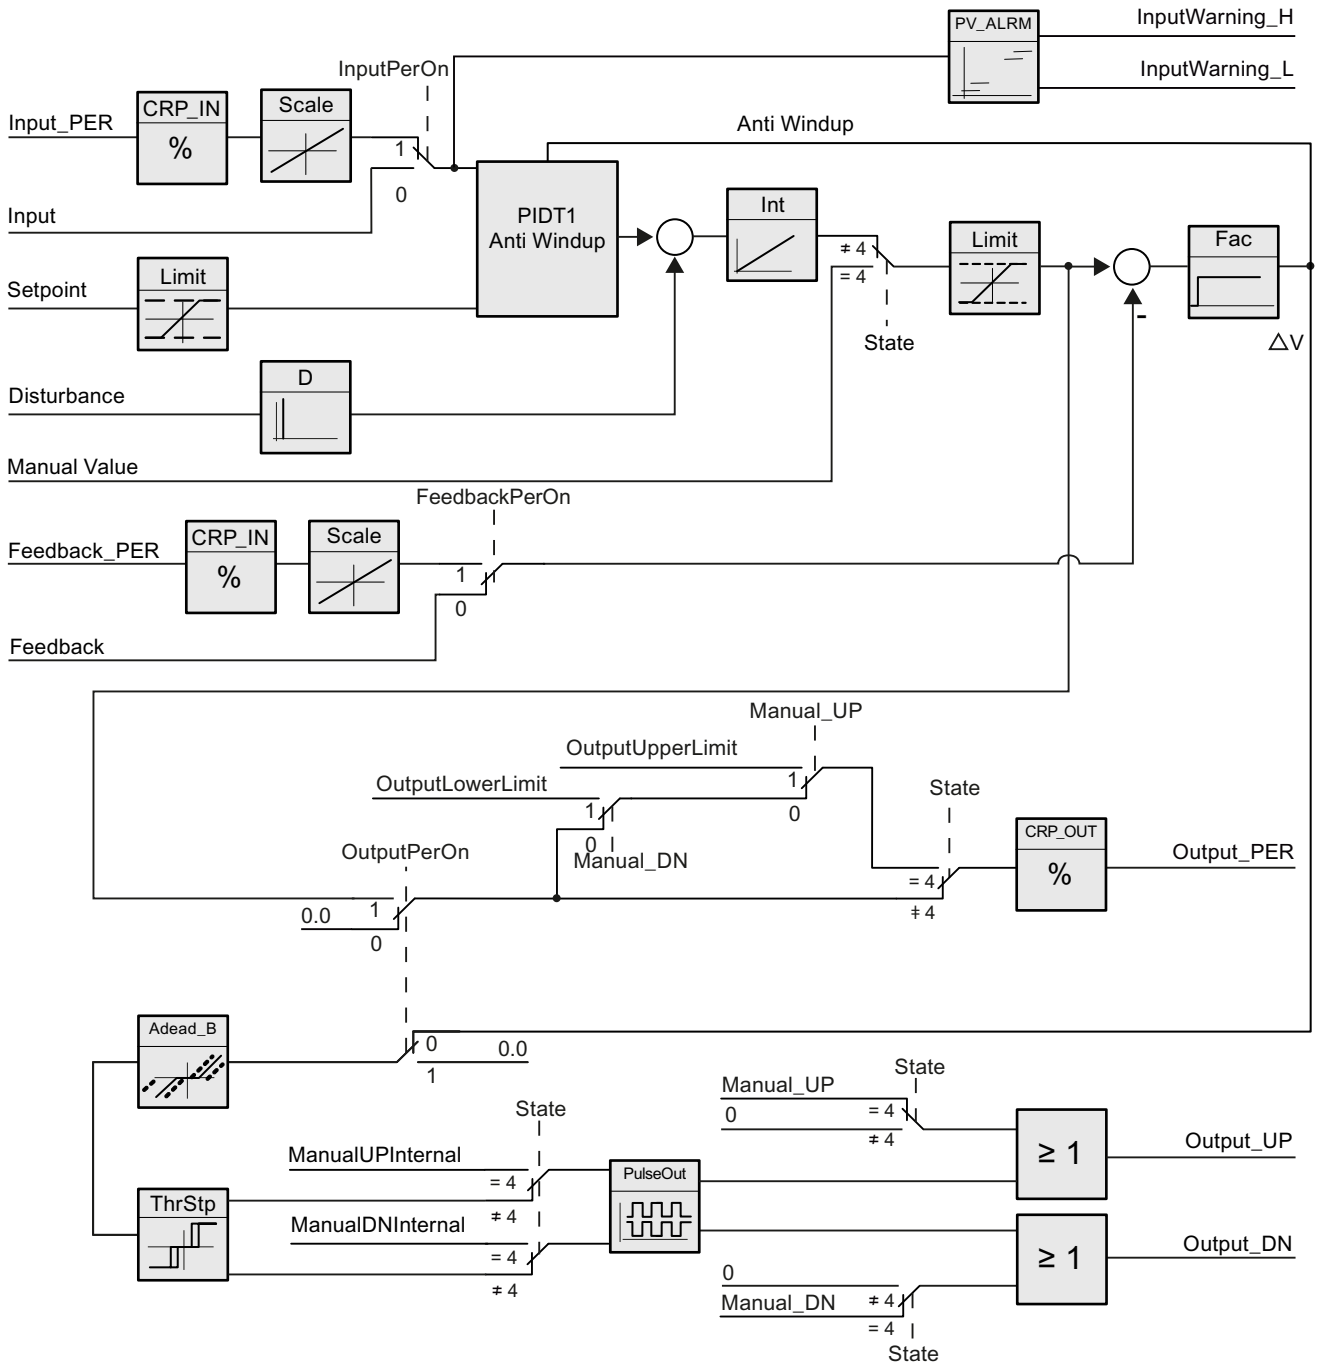 PV_ALRM
InputWarning_H
InputWarning_L
InputPerOn
Input_PER
CRP_IN
%
Scale
1
0
Input
Anti Windup
PIDT1
Anti Windup
Int
≠ 4
= 4
State
Limit
Fac
-
△V
Setpoint
Limit
Disturbance
D
Manual Value
FeedbackPerOn
Feedback_PER
CRP_IN
%
Scale
1
0
Feedback
Manual_UP
OutputUpperLimit
1
0
OutputLowerLimit
1
0
Manual_DN
State
= 4
≠ 4
CRP_OUT
%
Output_PER
OutputPerOn
1
0.0
0
Adead_B
0
0.0
1
State
ManualUPInternal
= 4
≠ 4
ManualDNInternal
= 4
≠ 4
ThrStp
PulseOut
State
Manual_UP
= 4
0
≠ 4
≥ 1
Output_UP
≥ 1
Output_DN
0
≠ 4
Manual_DN
= 4
State